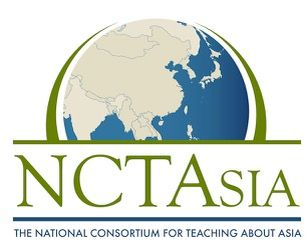 NCTASIA
THE NATIONAL CONSORTIUM FOR TEACHING ABOUT ASIA